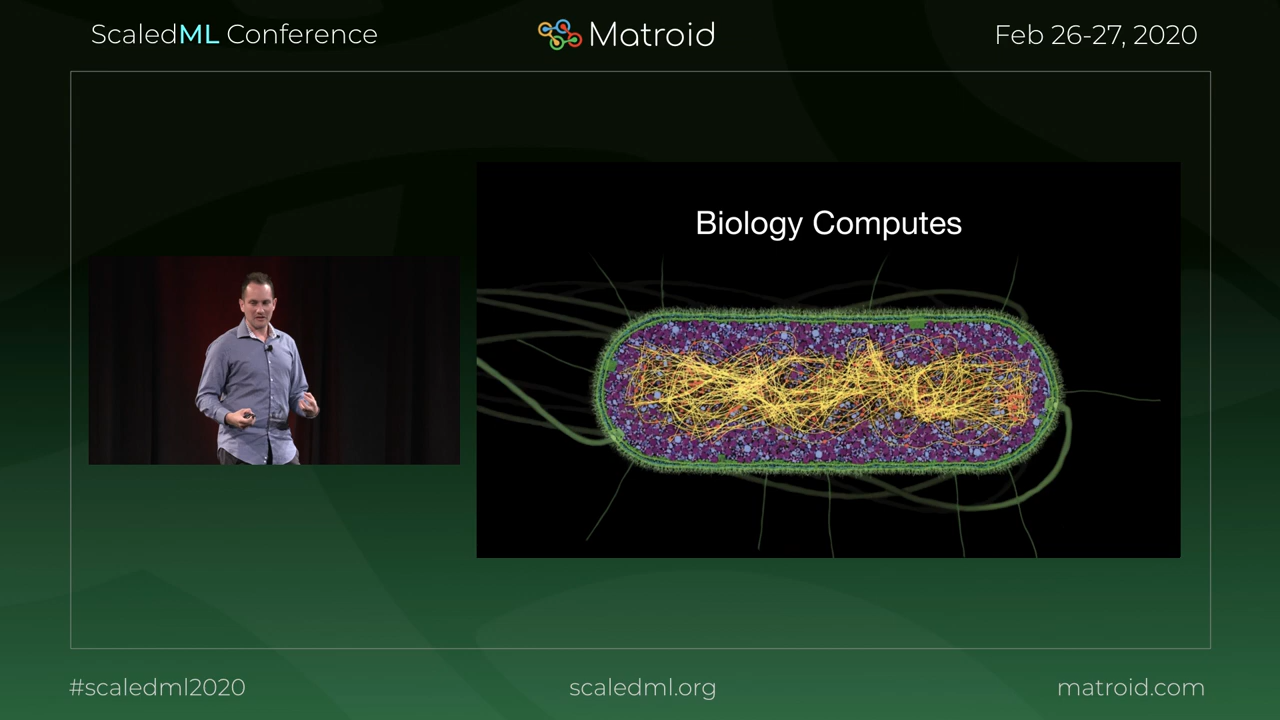 ScaledML Conference
Matroid
Feb 26-27, 2020
Biology Computes
#scaledml2020
scaledml.org
matroid.com